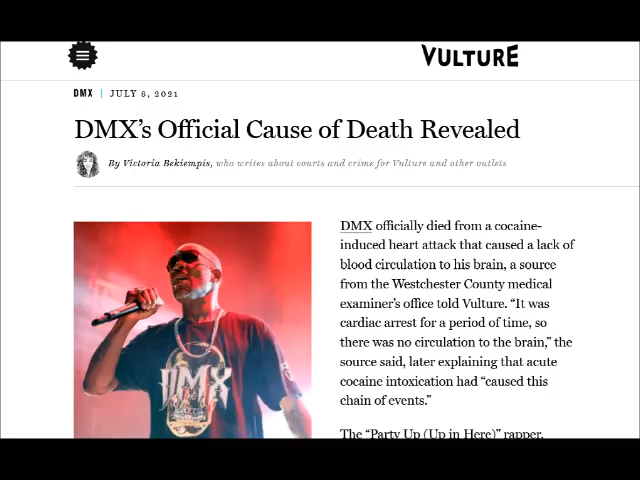 VULTURE
DMX | JULY 8, 2021
DMX’s Official Cause of Death Revealed
By Victoria Bekiempis, who writes about courts and crime for Vulture and other outlets
DMX officially died from a cocaine-
induced heart attack that caused a lack of
blood circulation to his brain, a source
from the Westchester County medical
examiner’s office told Vulture. “It was
cardiac arrest for a period of time, so
there was no circulation to the brain,” the
source said, later explaining that acute
cocaine intoxication had “caused this
chain of events.”
The “Party Up (Up in Here)” rapper,
DMX